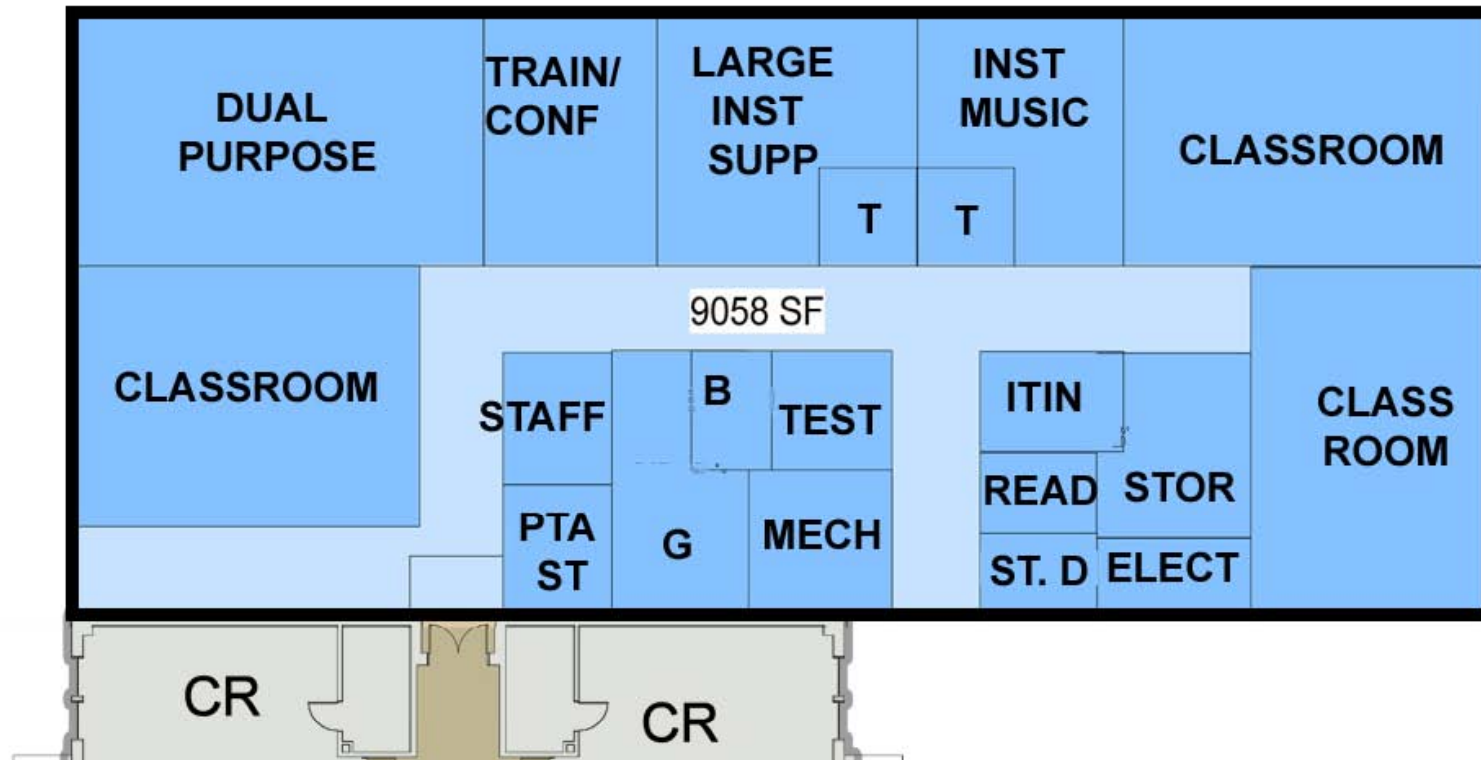 DUAL
PURPOSE
TRAIN/
CONF
LARGE
INST
SUPP
T
INST
MUSIC
T
CLASSROOM
9058 SF
CLASSROOM
STAFF
B
TEST
ITIN
CLASS
ROOM
READ
STOR
PTA
ST
G
MECH
ST. D
ELECT
CR
CR